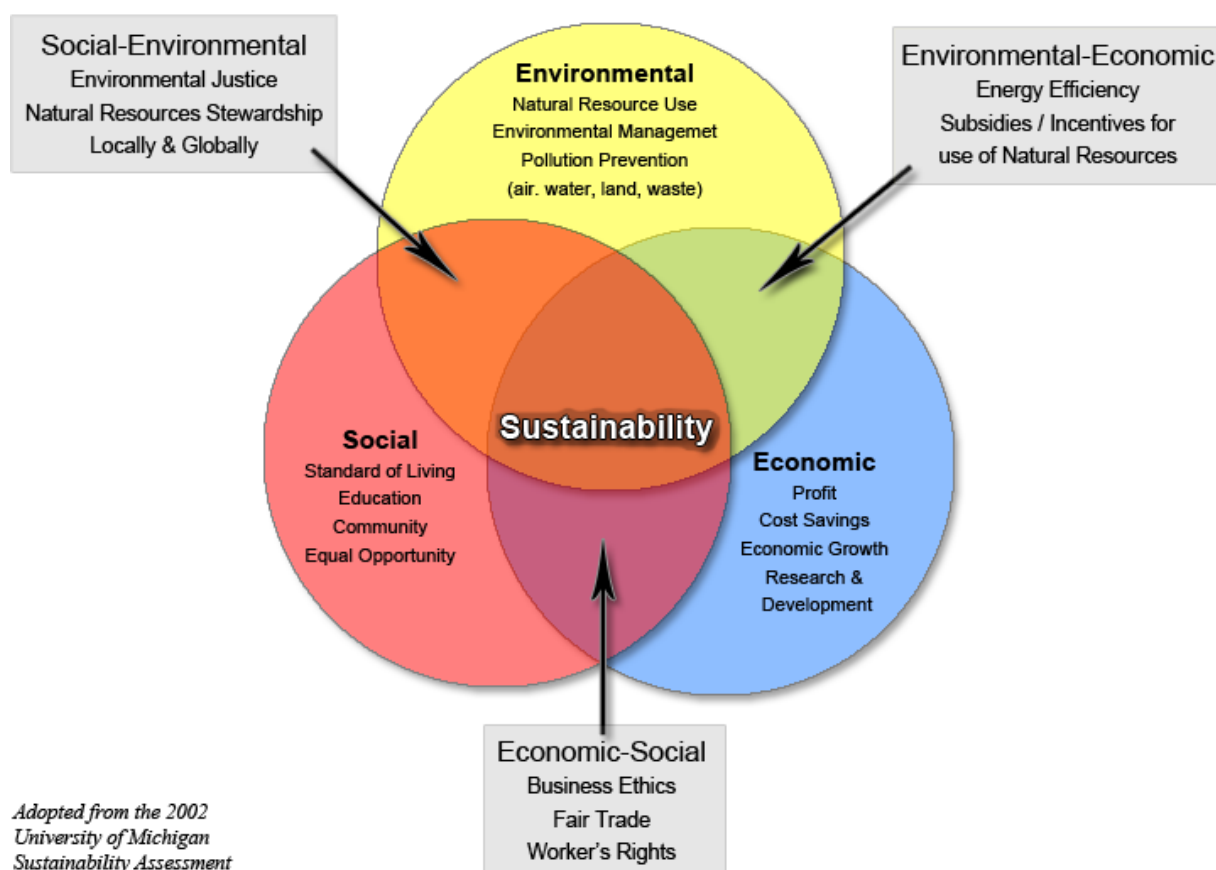 Social-Environmental
Environmental Justice
Natural Resources Stewardship
Locally & Globally
Environmental
Natural Resource Use
Environmental Managemet
Pollution Prevention
(air. water, land, waste)
Environmental-Economic
Energy Efficiency
Subsidies / Incentives for
use of Natural Resources
Sustainability
Social
Standard of Living
Education
Community
Equal Opportunity
Economic
Profit
Cost Savings
Economic Growth
Research &
Development
Economic-Social
Business Ethics
Fair Trade
Worker's Rights
Adopted from the 2002
University of Michigan
Sustainability Assessment